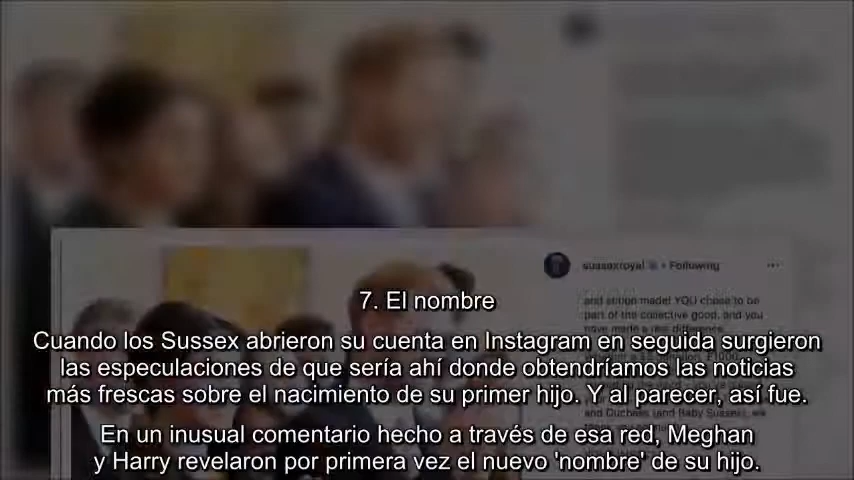 sussexroyal • Following
and action made! YOU chose to be
part of the collective good, and you
have made a real difference.
7. El nombre
Cuando los Sussex abrieron su cuenta en Instagram en seguida surgieron
las especulaciones de que sería ahí donde obtendríamos las noticias
más frescas sobre el nacimiento de su primer hijo. Y al parecer, así fue.
and Duchess (and Baby Sussex), we
En un inusual comentario hecho a través de esa red, Meghan
y Harry revelaron por primera vez el nuevo 'nombre' de su hijo.